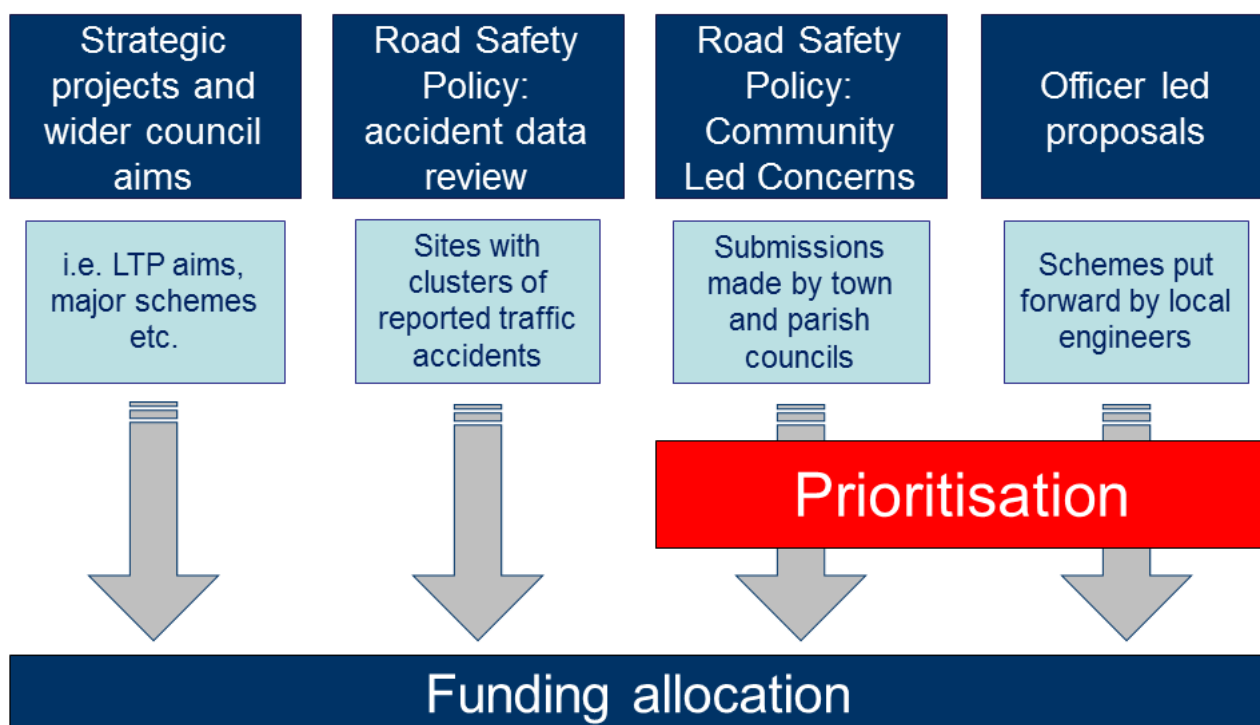 Strategic
projects and
wider council
aims
Road Safety
Policy:
accident data
review
Road Safety
Policy:
Community
Led Concerns
Officer led
proposals
i.e. LTP aims,
major schemes
etc.
Sites with
clusters of
reported traffic
accidents
Submissions
made by town
and parish
councils
Schemes put
forward by local
engineers
Prioritisation
Funding allocation